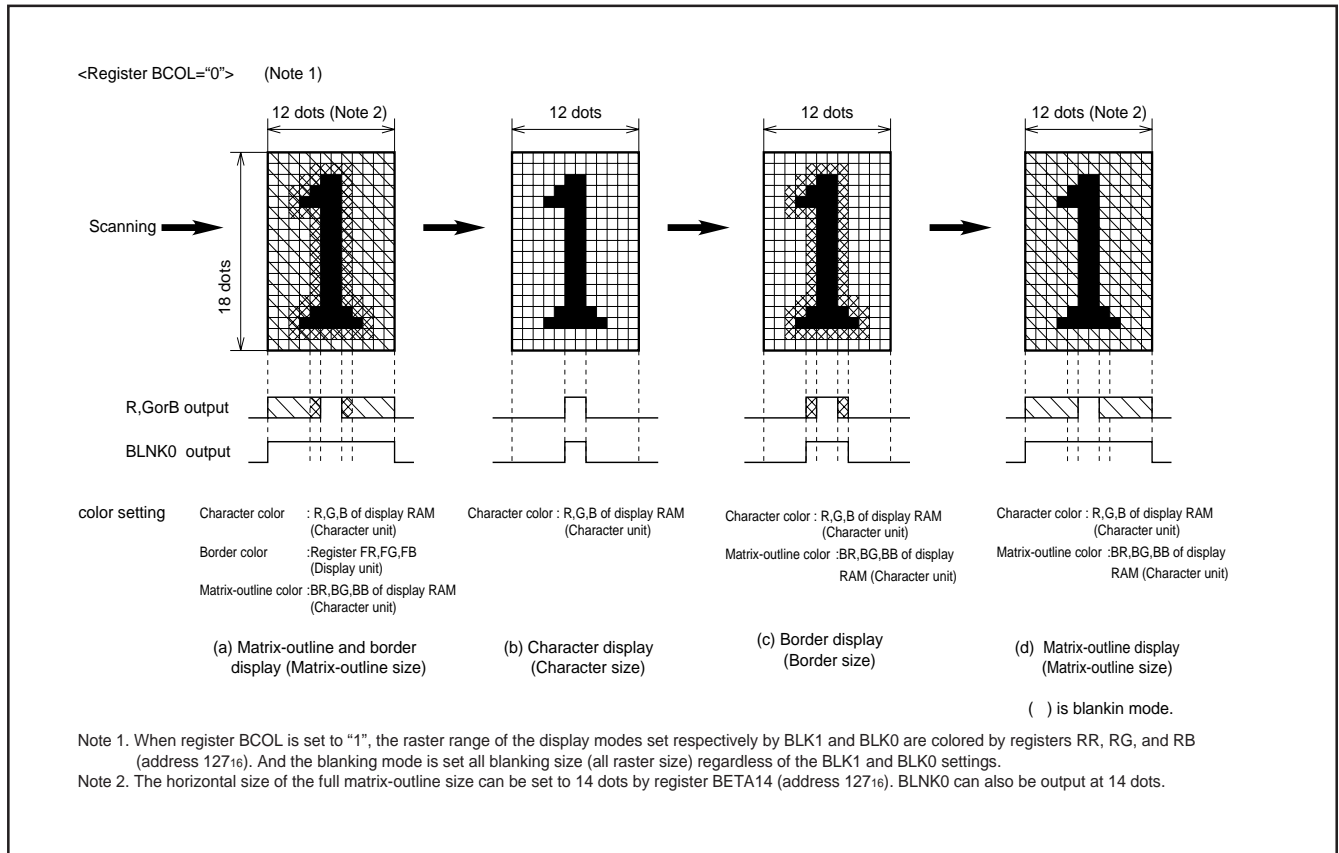 <Register BCOL=“0”> (Note 1)
12 dots (Note 2) 12 dots 12 dots 12 dots (Note 2)
Scanning
18 dots
R,GorB output
BLNK0 output
color setting
Character color : R,G,B of display RAM
(Character unit)
Border color :Register FR,FG,FB
(Display unit)
Matrix-outline color :BR,BG,BB of display RAM
(Character unit)
(a) Matrix-outline and border
display (Matrix-outline size)
Character color : R,G,B of display RAM
(Character unit)
(b) Character display
(Character size)
Character color : R,G,B of display RAM
(Character unit)
Matrix-outline color :BR,BG,BB of display
RAM (Character unit)
(c) Border display
(Border size)
Character color : R,G,B of display RAM
(Character unit)
Matrix-outline color :BR,BG,BB of display
RAM (Character unit)
(d) Matrix-outline display
(Matrix-outline size)
( ) is blankin mode.
Note 1. When register BCOL is set to “1”, the raster range of the display modes set respectively by BLK1 and BLK0 are colored by registers RR, RG, and RB
(address 12716). And the blanking mode is set all blanking size (all raster size) regardless of the BLK1 and BLK0 settings.
Note 2. The horizontal size of the full matrix-outline size can be set to 14 dots by register BETA14 (address 12716). BLNK0 can also be output at 14 dots.